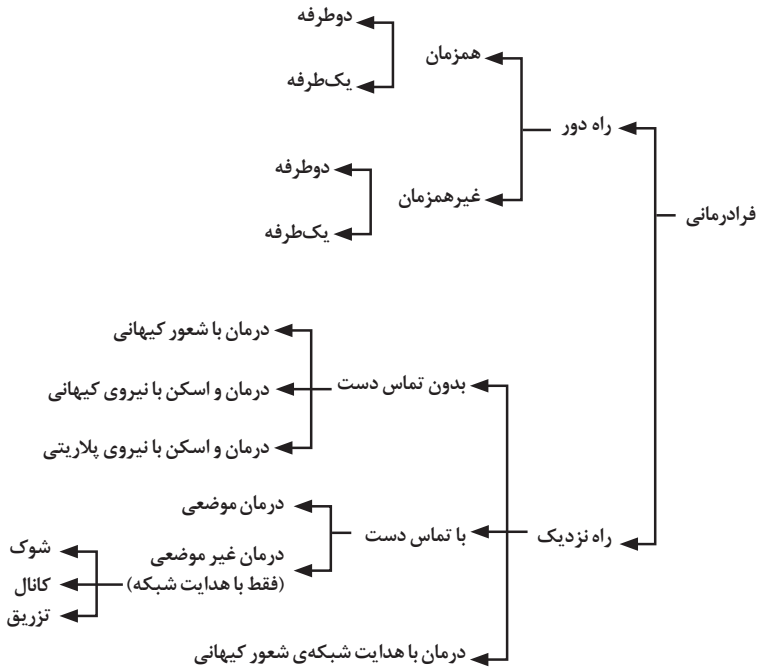 فرادرمانی
راه دور
همزمان
دوطرفه
یک‌طرفه
غیرهمزمان
دوطرفه
یک‌طرفه
راه نزدیک
بدون تماس دست
درمان با شعور کیهانی
درمان و اسکن با نیروی کیهانی
درمان و اسکن با نیروی پلاریتی
با تماس دست
درمان موضعی
درمان غیر موضعی
(فقط با هدایت شبکه)
شوک
کانال
تزریق
درمان با هدایت شبکه‌ی شعور کیهانی